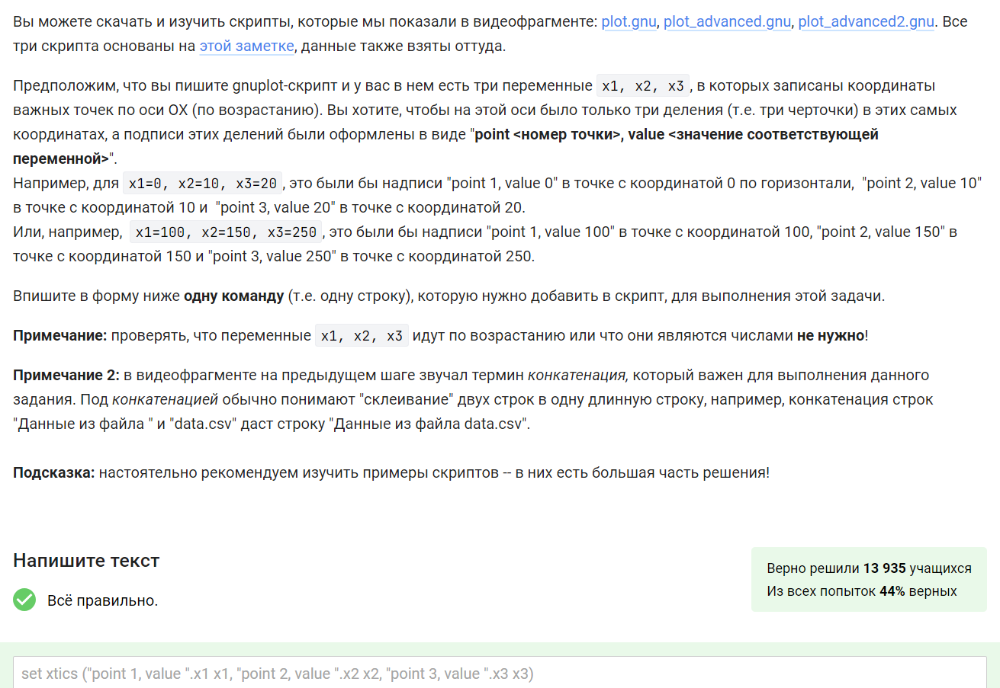 Вы можете скачать и изучить скрипты, которые мы показали в видеофрагменте: plot.gnu, plot_advanced.gnu, plot_advanced2.gnu. Все
три скрипта основаны на этой заметке, данные также взяты оттуда.
Предположим, что вы пишите gnuplot-скрипт и у вас в нем есть три переменные x1, x2, x3, в которых записаны координаты
важных точек по оси OX (по возрастанию). Вы хотите, чтобы на этой оси было только три деления (т.е. три черточки) в этих самых
координатах, а подписи этих делений были оформлены в виде "point <номер точки>, value <значение соответствующей
переменной>".
Например, для x1=0, x2=10, x3=20, это были бы надписи "point 1, value 0" в точке с координатой 0 по горизонтали, "point 2, value 10"
в точке с координатой 10 и "point 3, value 20" в точке с координатой 20.
Или, например, x1=100, x2=150, x3=250, это были бы надписи "point 1, value 100" в точке с координатой 100, "point 2, value 150" в
точке с координатой 150 и "point 3, value 250" в точке с координатой 250.
Впишите в форму ниже одну команду (т.е. одну строку), которую нужно добавить в скрипт, для выполнения этой задачи.
Примечание: проверять, что переменные x1, x2, x3 идут по возрастанию или что они являются числами не нужно!
Примечание 2: в видеофрагменте на предыдущем шаге звучал термин конкатенация, который важен для выполнения данного
задания. Под конкатенацией обычно понимают "склеивание" двух строк в одну длинную строку, например, конкатенация строк
"Данные из файла " и "data.csv" даст строку "Данные из файла data.csv".
Подсказка: настоятельно рекомендуем изучить примеры скриптов -- в них есть большая часть решения!
Напишите текст
Всё правильно.
Верно решили 13 935 учащихся
Из всех попыток 44% верных
set xtics ("point 1, value ".x1 x1, "point 2, value ".x2 x2, "point 3, value ".x3 x3)